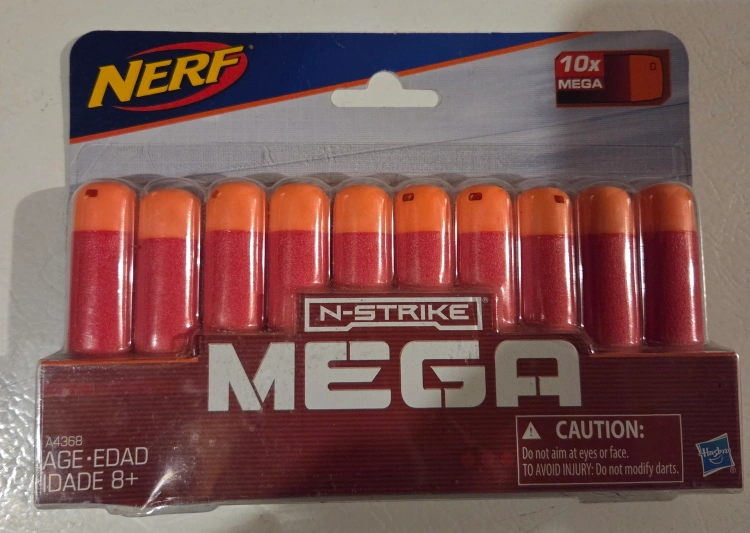 NERF
10x
MEGA
N-STRIKE®
MEGA
A4368
AGE•EDAD
IDADE 8+
CAUTION:
Do not aim at eyes or face.
TO AVOID INJURY: Do not modify darts.
Hasbro